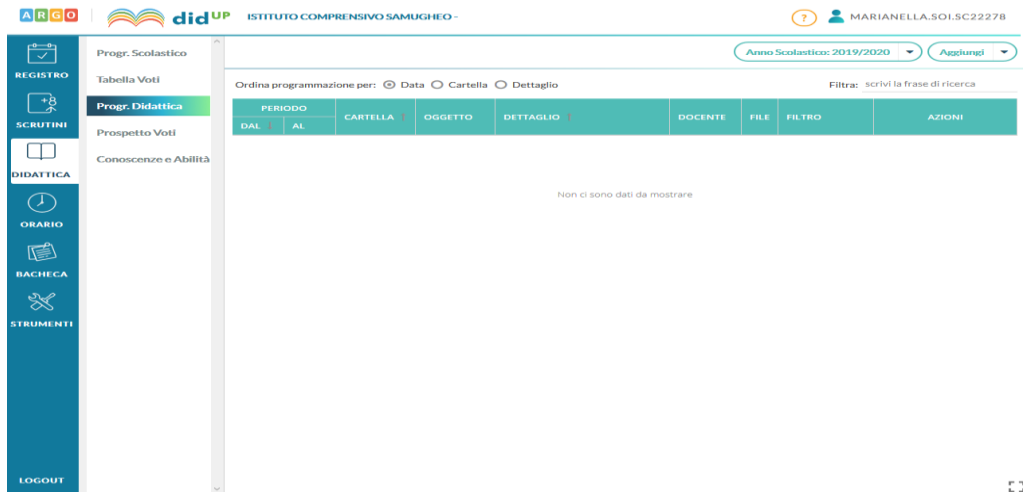 ARGO didUP ISTITUTO COMPRENSIVO SAMUGHEO - ? MARIANELLA.SOI.SC22278
REGISTRO
SCRUTINI
DIDATTICA
ORARIO
BACHECA
STRUMENTI
LOGOUT
Progr. Scolastico
Tabella Voti
Progr. Didattica
Prospetto Voti
Conoscenze e Abilità
Anno Scolastico: 2019/2020 Aggiungi
Ordina programmazione per: Data Cartella Dettaglio Filtra: scrivi la frase di ricerca
PERIODO
DAL AL CARTELLA OGGETTO DETTAGLIO DOCENTE FILE FILTRO AZIONI
Non ci sono dati da mostrare